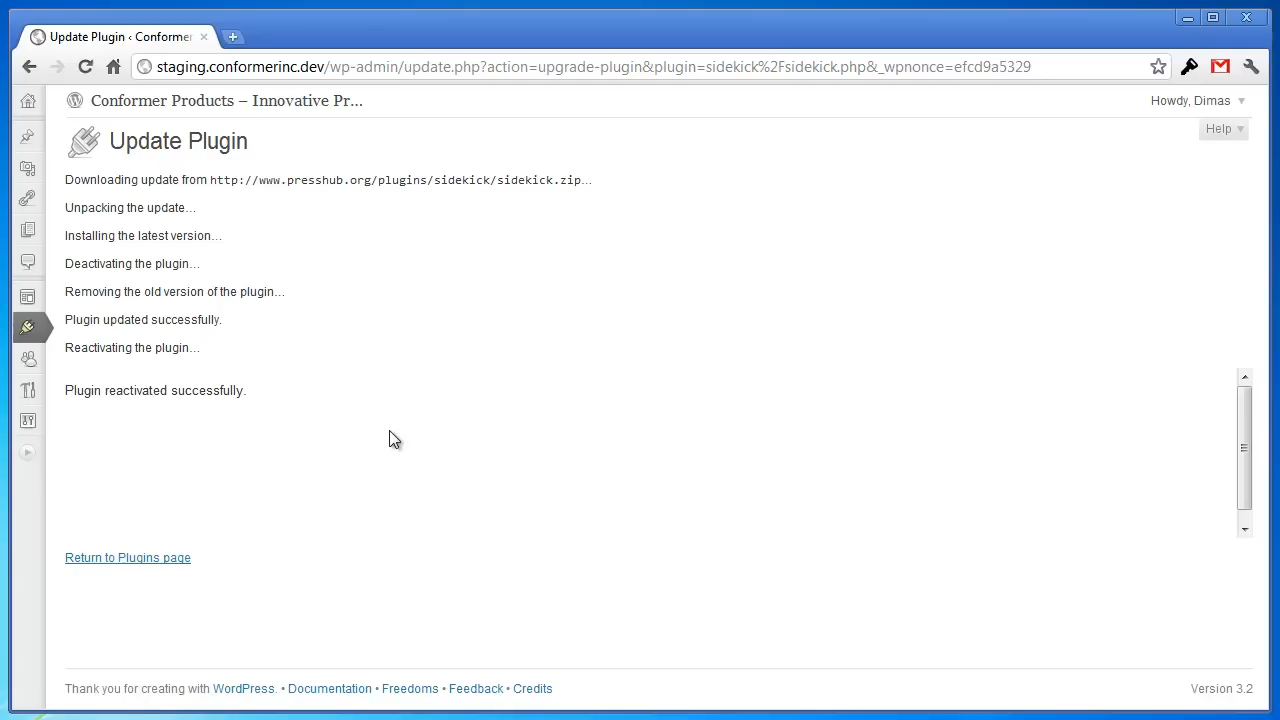 Update Plugin ‹ Conformer
staging.conformerinc.dev/wp-admin/update.php?action=upgrade-plugin&plugin=sidekick%2Fsidekick.php&_wpnonce=efcd9a5329
Conformer Products – Innovative Pr...
Howdy, Dimas
Help
Update Plugin
Downloading update from http://www.presshub.org/plugins/sidekick/sidekick.zip…
Unpacking the update…
Installing the latest version…
Deactivating the plugin…
Removing the old version of the plugin…
Plugin updated successfully.
Reactivating the plugin…
Plugin reactivated successfully.
Return to Plugins page
Thank you for creating with WordPress. • Documentation • Freedoms • Feedback • Credits
Version 3.2